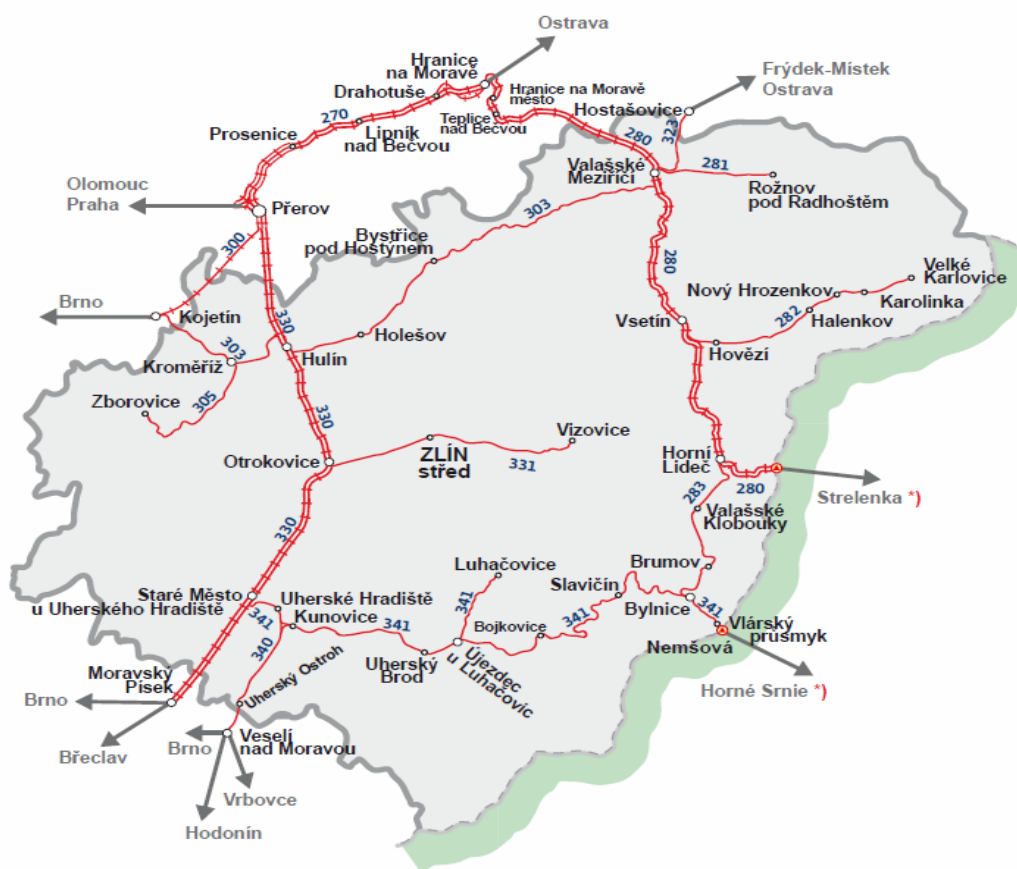 Ostrava
Hranice
na Moravě
Drahotuše
Hranice na Moravě
město
Frýdek-Místek
Ostrava
Hostašovice
270
Teplice
nad Bečvou
Prosenice
Lipník
nad Bečvou
280
323
Valašské
Meziříčí
281
Olomouc
Praha
Rožnov
pod Radhoštěm
Přerov
303
Bystřice
pod Hoštýnem
300
280
Velké
Karlovice
Nový Hrozenkov
Karolinka
Brno
Kojetín
330
Vsetín
282
Halenkov
Holešov
303
Hulín
Hovězí
Kroměříž
Zborovice
305
330
Vizovice
ZLÍN
střed
331
Otrokovice
Horní
Lideč
280
283
Strelenka *)
Valašské
Klobouky
330
Brumov
Luhačovice
Slavičín
Staré Město
u Uherského Hradiště
Uherské Hradiště
341
341
341
Bylnice
341
Kunovice
341
Bojkovice
Vlárský
průsmyk
340
Nemšová
Uherský
Brod
Újezdec
u Luhačovic
Moravský
Písek
Uherský Ostroh
Horné Srnie *)
Brno
Břeclav
Brno
Veselí
nad Moravou
Vrbovce
Hodonín